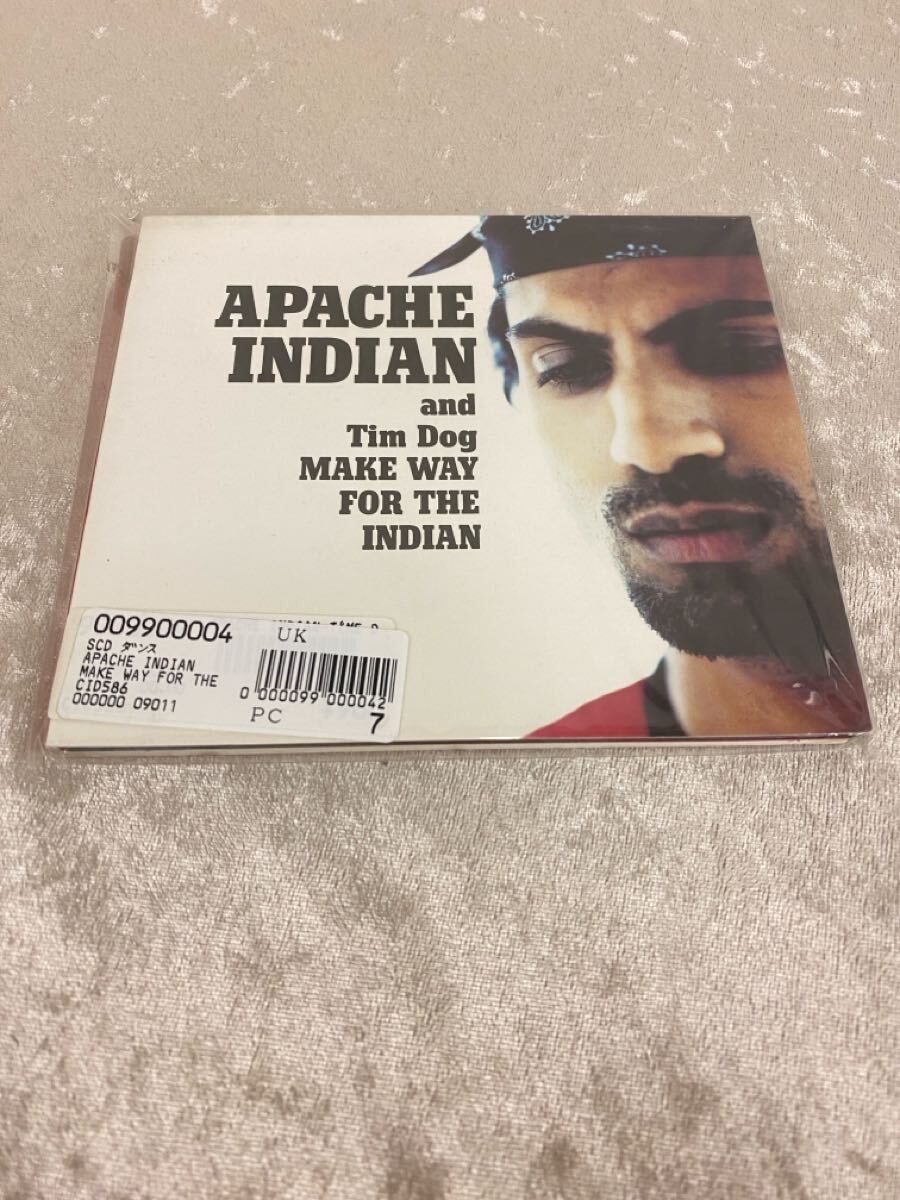 APACHE
INDIAN
and
Tim Dog
MAKE WAY
FOR THE
INDIAN
009900004
UK
SCD ダンス
APACHE INDIAN
MAKE WAY FOR THE
CID586
000000 09011
0 000099 000042
PC
7